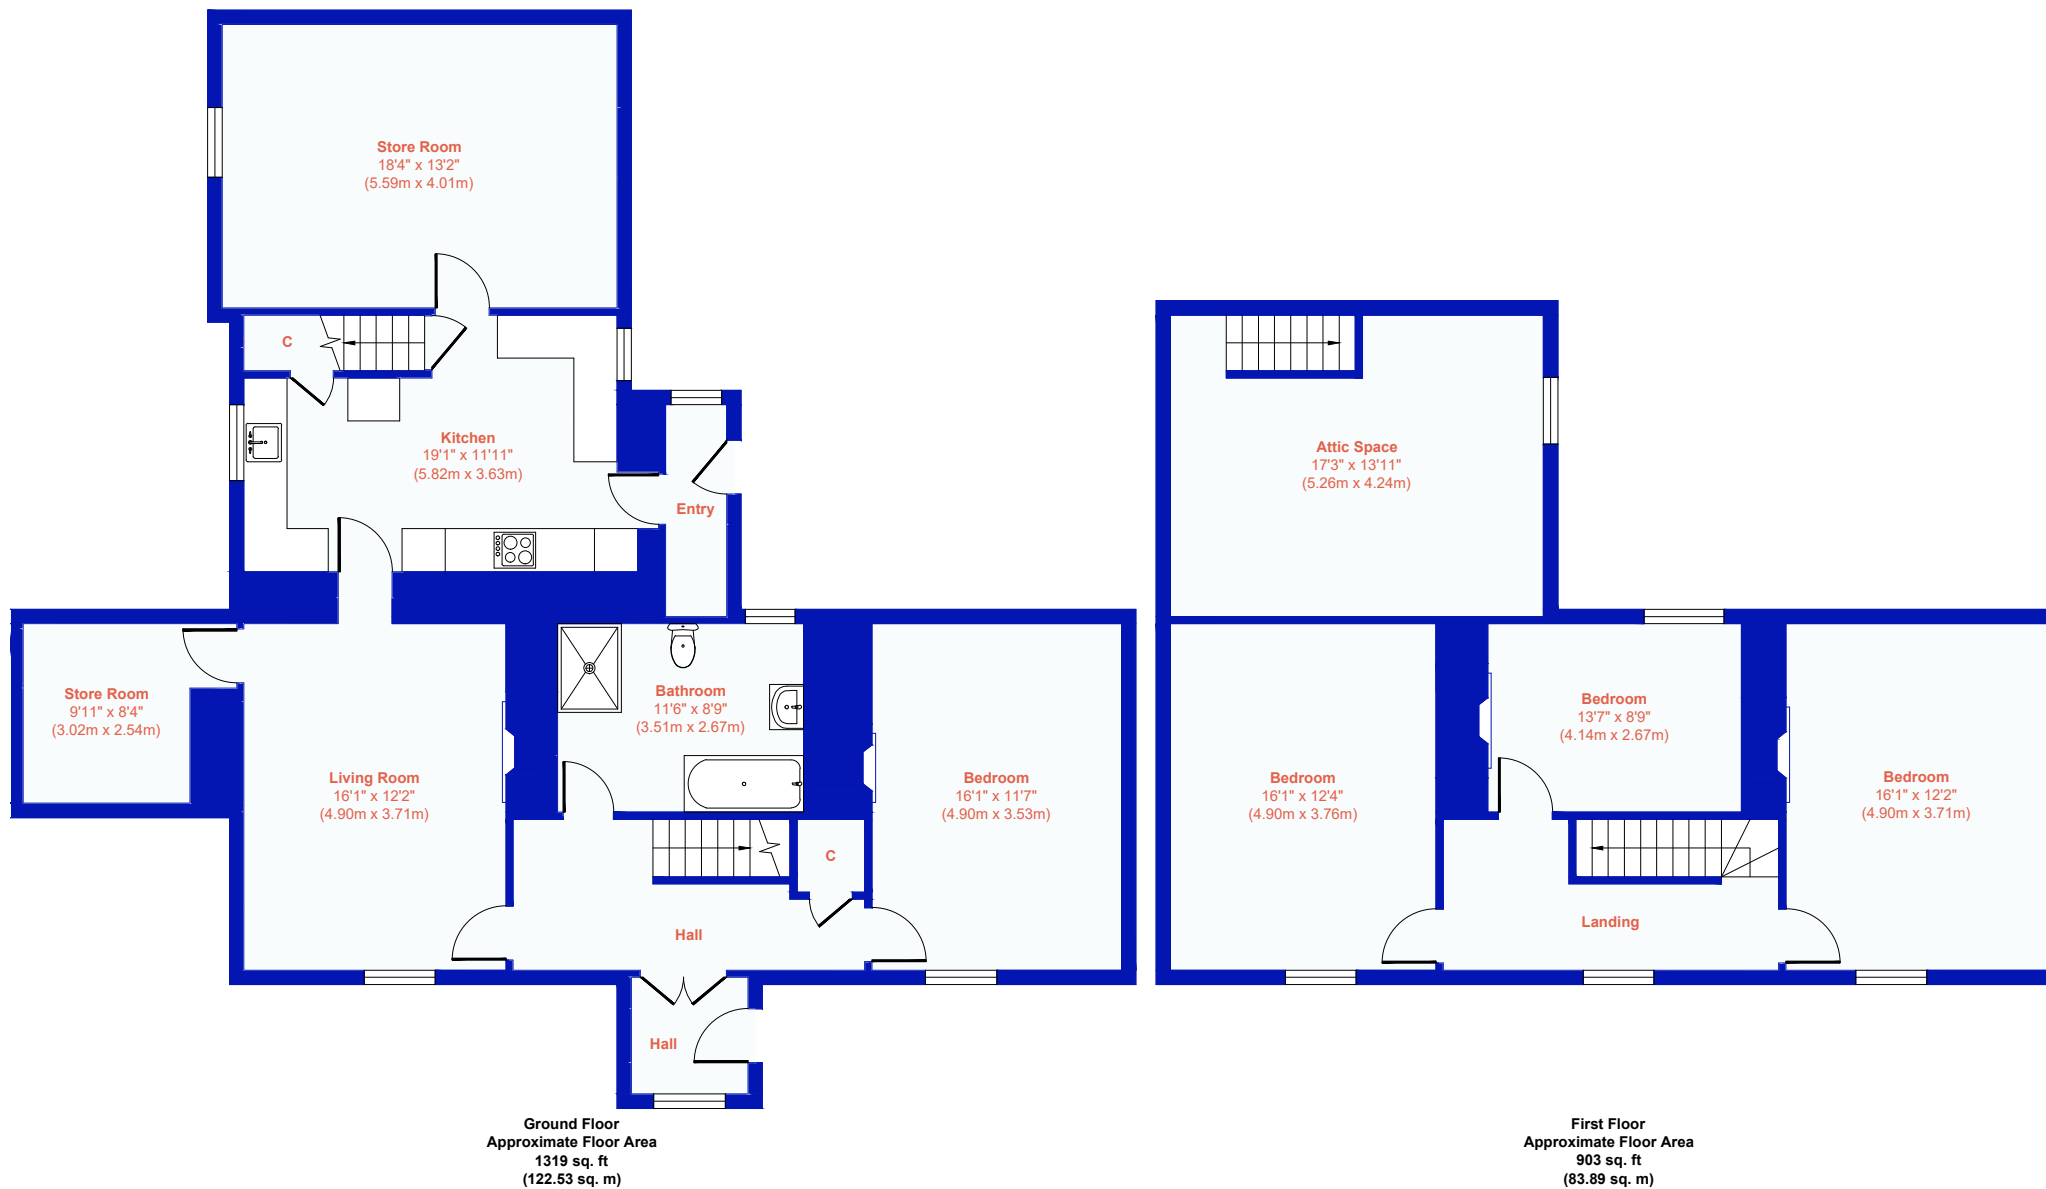 Store Room
18'4" x 13'2"
(5.59m x 4.01m)
C
Kitchen
19'1" x 11'11"
(5.82m x 3.63m)
Entry
Store Room
9'11" x 8'4"
(3.02m x 2.54m)
Living Room
16'1" x 12'2"
(4.90m x 3.71m)
Bathroom
11'6" x 8'9"
(3.51m x 2.67m)
Bedroom
16'1" x 11'7"
(4.90m x 3.53m)
C
Hall
Hall
Ground Floor
Approximate Floor Area
1319 sq. ft
(122.53 sq. m)
Attic Space
17'3" x 13'11"
(5.26m x 4.24m)
Bedroom
13'7" x 8'9"
(4.14m x 2.67m)
Bedroom
16'1" x 12'4"
(4.90m x 3.76m)
Bedroom
16'1" x 12'2"
(4.90m x 3.71m)
Landing
First Floor
Approximate Floor Area
903 sq. ft
(83.89 sq. m)